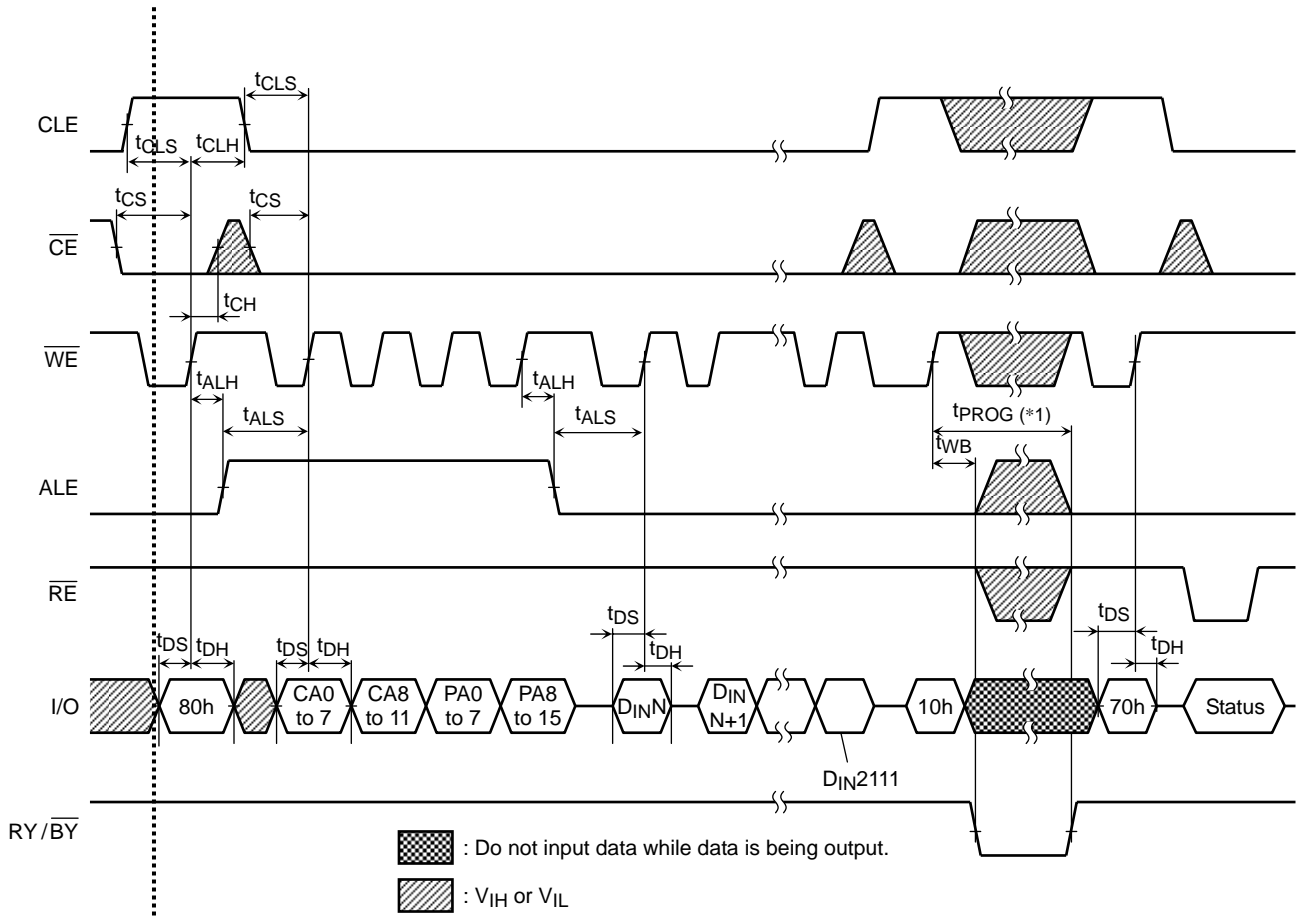 tCLS
CLE
tCLS tCLH
tCS tCS
CE
tCH
WE
tALH tALH
tALS tALS tPROG (*1)
tWB
ALE
RE
tDS tDS
tDS tDH tDS tDH tDH tDH
I/O 80h CA0 to 7 CA8 to 11 PA0 to 7 PA8 to 15 DINN DIN N+1 10h 70h Status
DIN2111
RY/BY
: Do not input data while data is being output.
: VIH or VIL